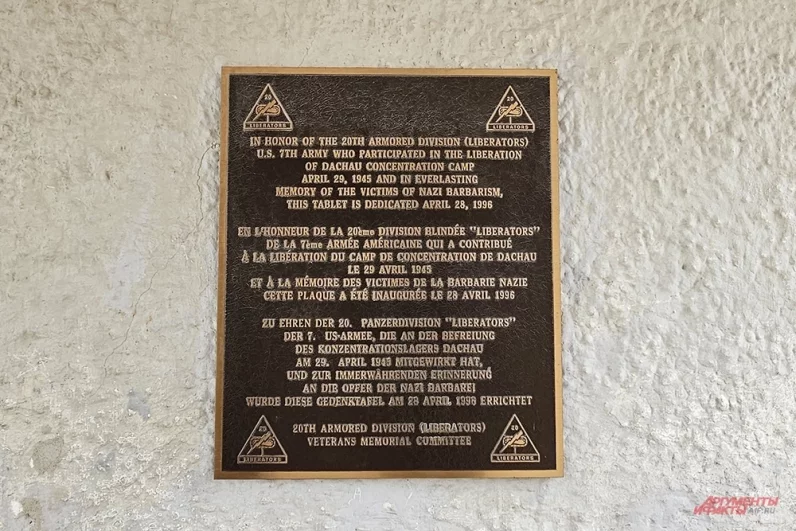 20
LIBERATORS
20
LIBERATORS
IN HONOR OF THE 20TH ARMORED DIVISION (LIBERATORS)
U.S. 7TH ARMY WHO PARTICIPATED IN THE LIBERATION
OF DACHAU CONCENTRATION CAMP
APRIL 29, 1945 AND IN EVERLASTING
MEMORY OF THE VICTIMS OF NAZI BARBARISM,
THIS TABLET IS DEDICATED APRIL 28, 1996
EN L'HONNEUR DE LA 20ème DIVISION BLINDÉE "LIBERATORS"
DE LA 7ème ARMÉE AMÉRICAINE QUI A CONTRIBUÉ
À LA LIBÉRATION DU CAMP DE CONCENTRATION DE DACHAU
LE 29 AVRIL 1945
ET À LA MÉMOIRE DES VICTIMES DE LA BARBARIE NAZIE
CETTE PLAQUE A ÉTÉ INAUGURÉE LE 28 AVRIL 1996
ZU EHREN DER 20. PANZERDIVISION "LIBERATORS"
DER 7. US-ARMEE, DIE AN DER BEFREIUNG
DES KONZENTRATIONSLAGERS DACHAU
AM 29. APRIL 1945 MITGEWIRKT HAT,
UND ZUR IMMERWÄHRENDEN ERINNERUNG
AN DIE OPFER DER NAZI BARBAREI
WURDE DIESE GEDENKTAFEL AM 28 APRIL 1996 ERRICHTET
20TH ARMORED DIVISION (LIBERATORS)
VETERANS MEMORIAL COMMITTEE
20
LIBERATORS
20
LIBERATORS
АРГУМЕНТЫ
И ФАКТЫ AIF.RU